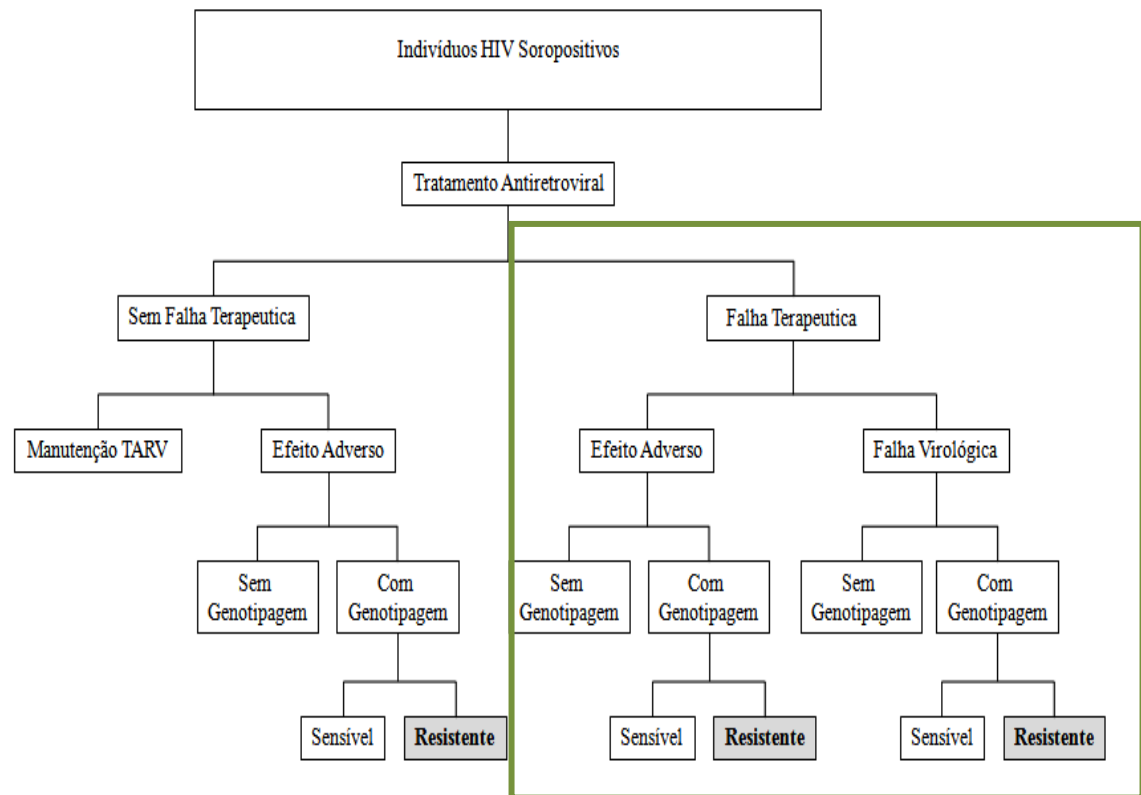 Indivíduos HIV Soropositivos
Tratamento Antiretroviral
Sem Falha Terapeutica
Falha Terapeutica
Manutenção TARV
Efeito Adverso
Efeito Adverso
Falha Virológica
Sem
Genotipagem
Com
Genotipagem
Sem
Genotipagem
Com
Genotipagem
Sem
Genotipagem
Com
Genotipagem
Sensível
Resistente
Sensível
Resistente
Sensível
Resistente